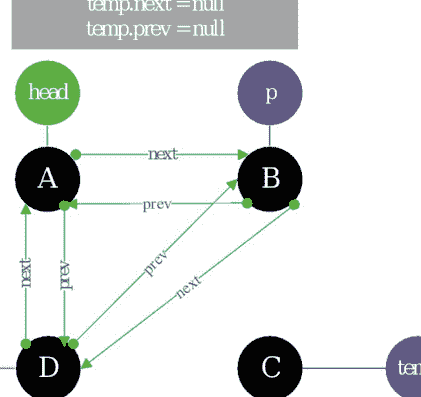 temp.next = null
temp.prev = null
head
p
next
A
B
prev
next
prev
prev
next
D
C